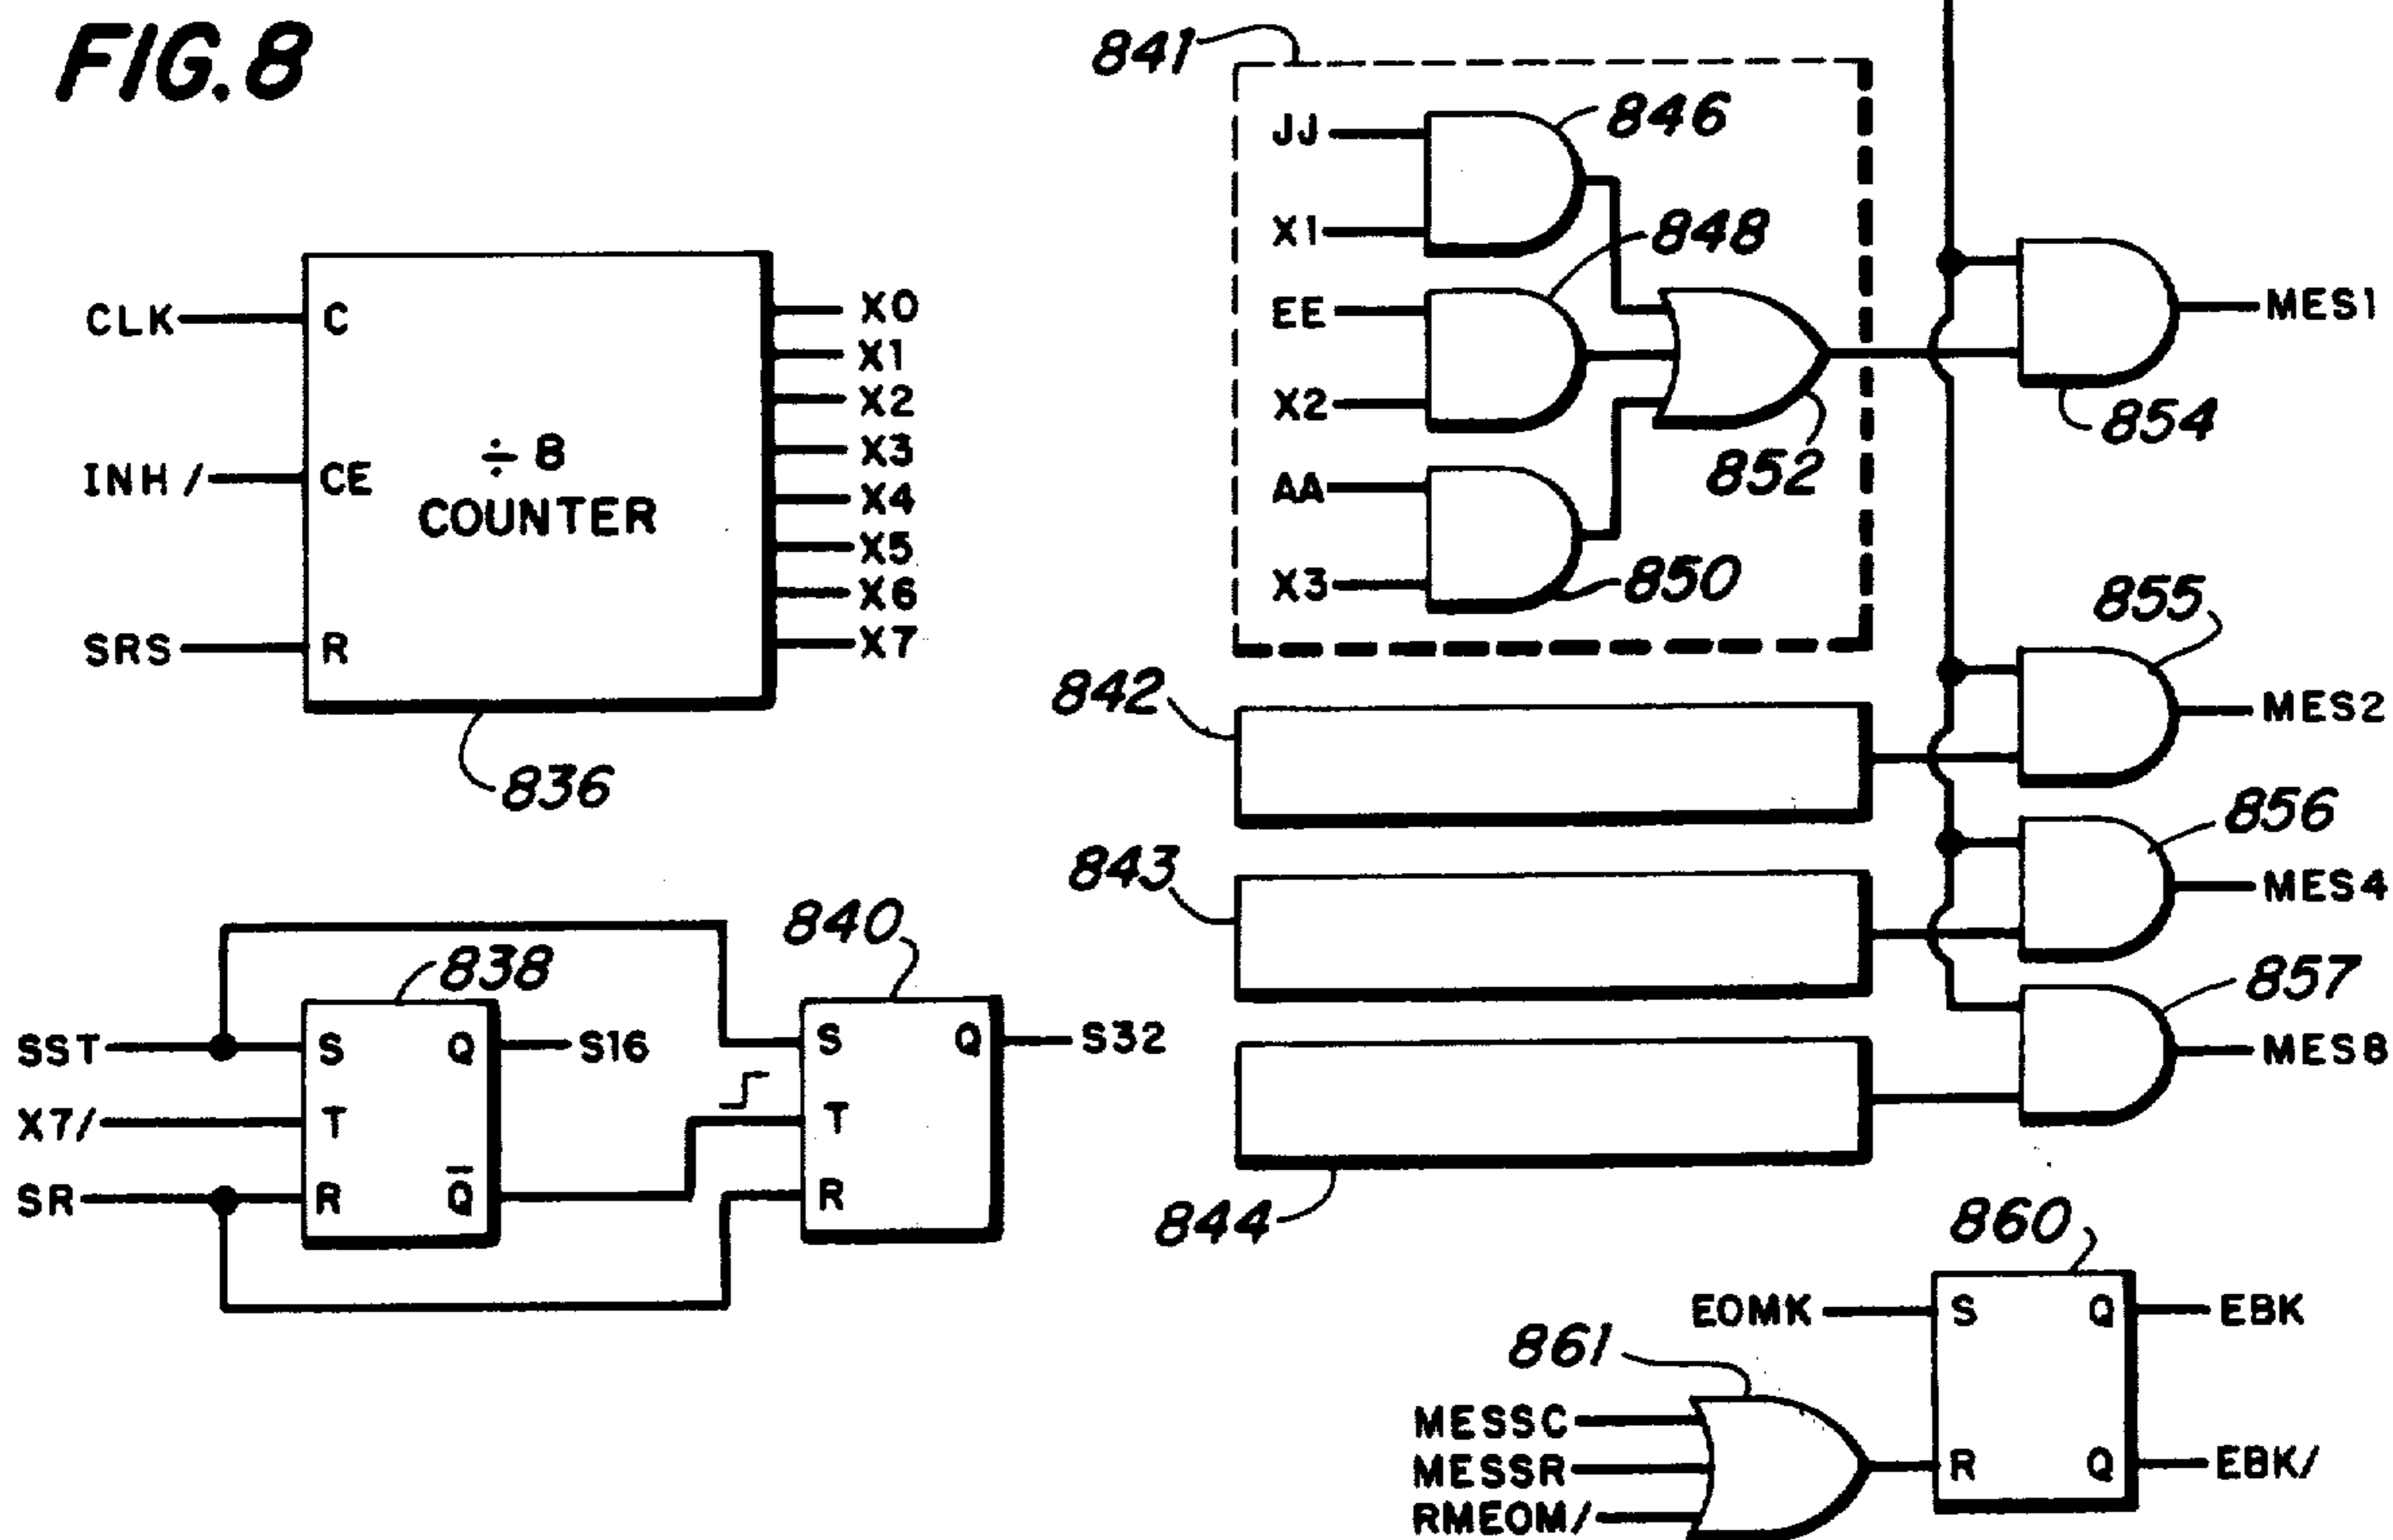 FIG. 8
841
JJ
846
X1
848
EE
X2
AA
852
X3
850
854
MES1
CLK
C
INH /
CE
SRS
R
÷ 8
COUNTER
X0
X1
X2
X3
X4
X5
X6
X7
836
842
855
MES2
843
856
MES4
844
857
MES8
838
840
SST
S
Q
S16
X7/
T
SR
R
Q̅
S
Q
S32
T
R
860
EOMK
S
Q
EBK
861
MESSC
MESSR
RMEOM/
R
Q
EBK/